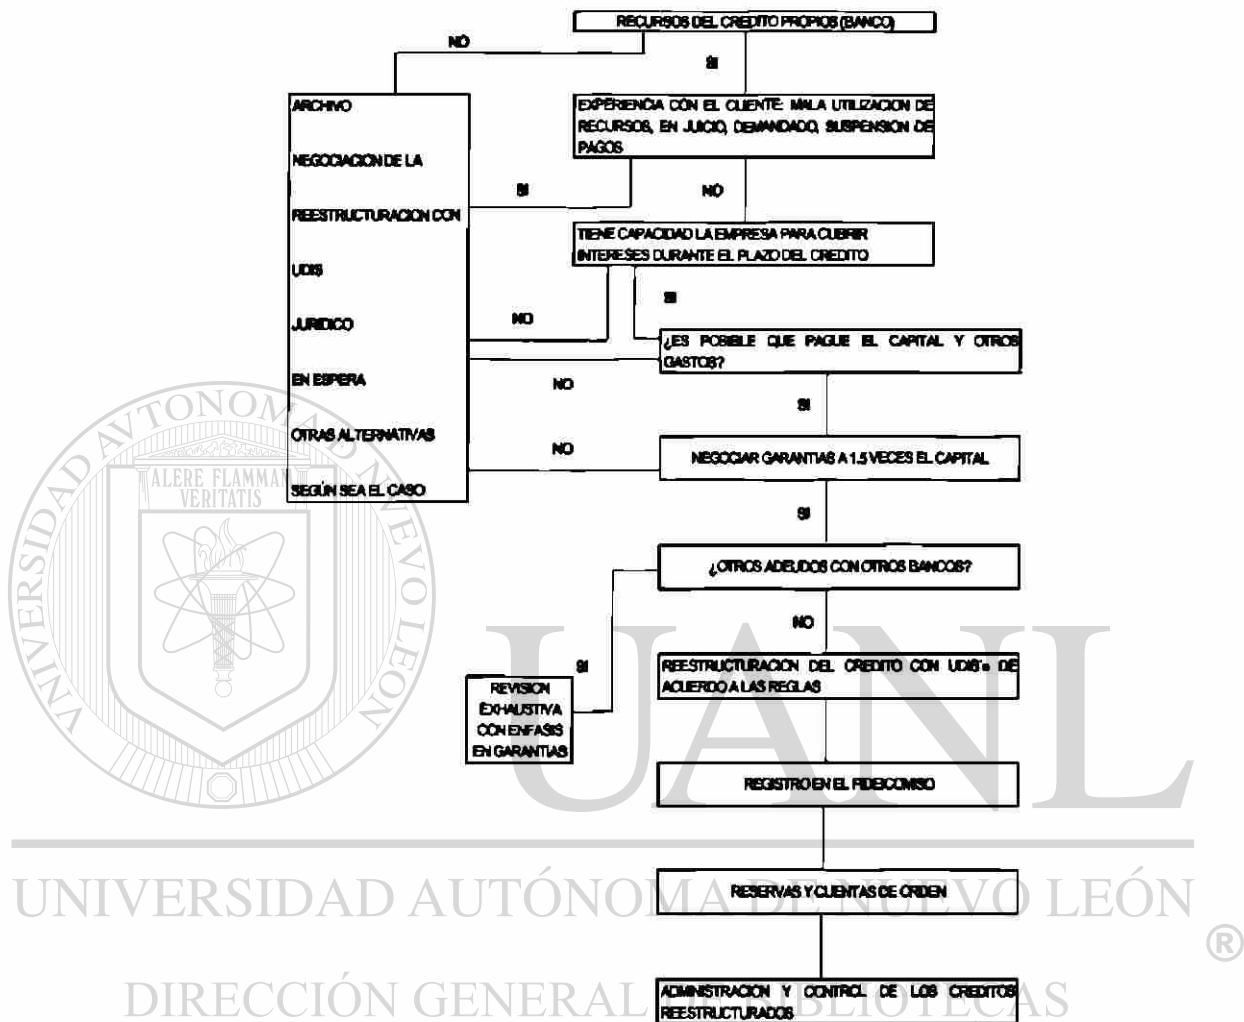 RECURSOS DEL CREDITO PROPIOS (BANCO)
NO
SI
ARCHIVO
NEGOCIACION DE LA
REESTRUCTURACION CON
UDIS
JURIDICO
EN ESPERA
OTRAS ALTERNATIVAS
SEGÚN SEA EL CASO
EXPERIENCIA CON EL CLIENTE: MALA UTILIZACION DE
RECURSOS, EN JUICIO, DEMANDADO, SUSPENSION DE
PAGOS
SI
NO
TIENE CAPACIDAD LA EMPRESA PARA CUBRIR
INTERESES DURANTE EL PLAZO DEL CREDITO
SI
NO
¿ES POSIBLE QUE PAGUE EL CAPITAL Y OTROS
GASTOS?
NO
SI
NO
NEGOCIAR GARANTIAS A 1.5 VECES EL CAPITAL
SI
¿OTROS ADEUDOS CON OTROS BANCOS?
NO
SI
REVISION
EXHAUSTIVA
CON ENFASIS
EN GARANTIAS
REESTRUCTURACIÓN DEL CREDITO CON UDIS's DE
ACUERDO A LAS REGLAS
REGISTRO EN EL FIDEICOMISO
RESERVAS Y CUENTAS DE ORDEN
ADMINISTRACION Y CONTROL DE LOS CREDITOS
REESTRUCTURADOS
UNIVERSIDAD AUTÓNOMA DE NUEVO LEÓN
ALERE FLAMMAM
VERITATIS
UANL
UNIVERSIDAD AUTÓNOMA DE NUEVO LEÓN
®
DIRECCIÓN GENERAL DE BIBLIOTECAS